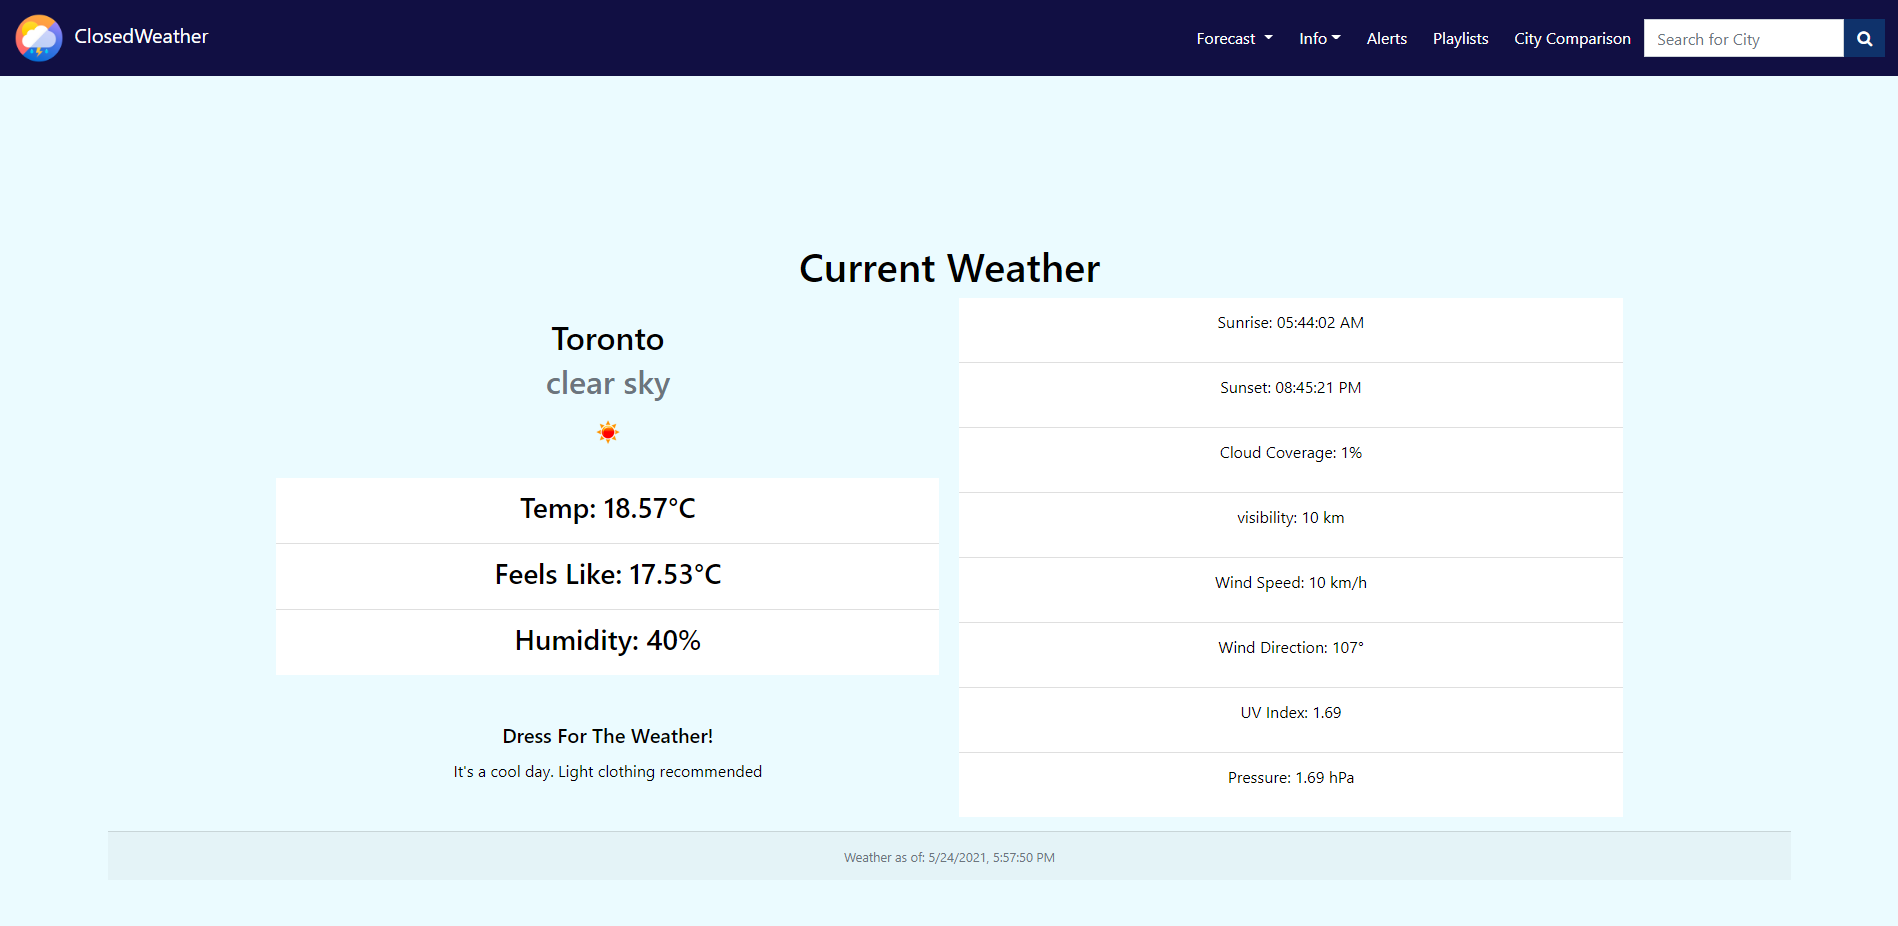 ClosedWeather
Forecast
Info
Alerts
Playlists
City Comparison
Search for City
Current Weather
Toronto
clear sky
Temp: 18.57°C
Feels Like: 17.53°C
Humidity: 40%
Dress For The Weather!
It's a cool day. Light clothing recommended
Sunrise: 05:44:02 AM
Sunset: 08:45:21 PM
Cloud Coverage: 1%
visibility: 10 km
Wind Speed: 10 km/h
Wind Direction: 107°
UV Index: 1.69
Pressure: 1.69 hPa
Weather as of: 5/24/2021, 5:57:50 PM